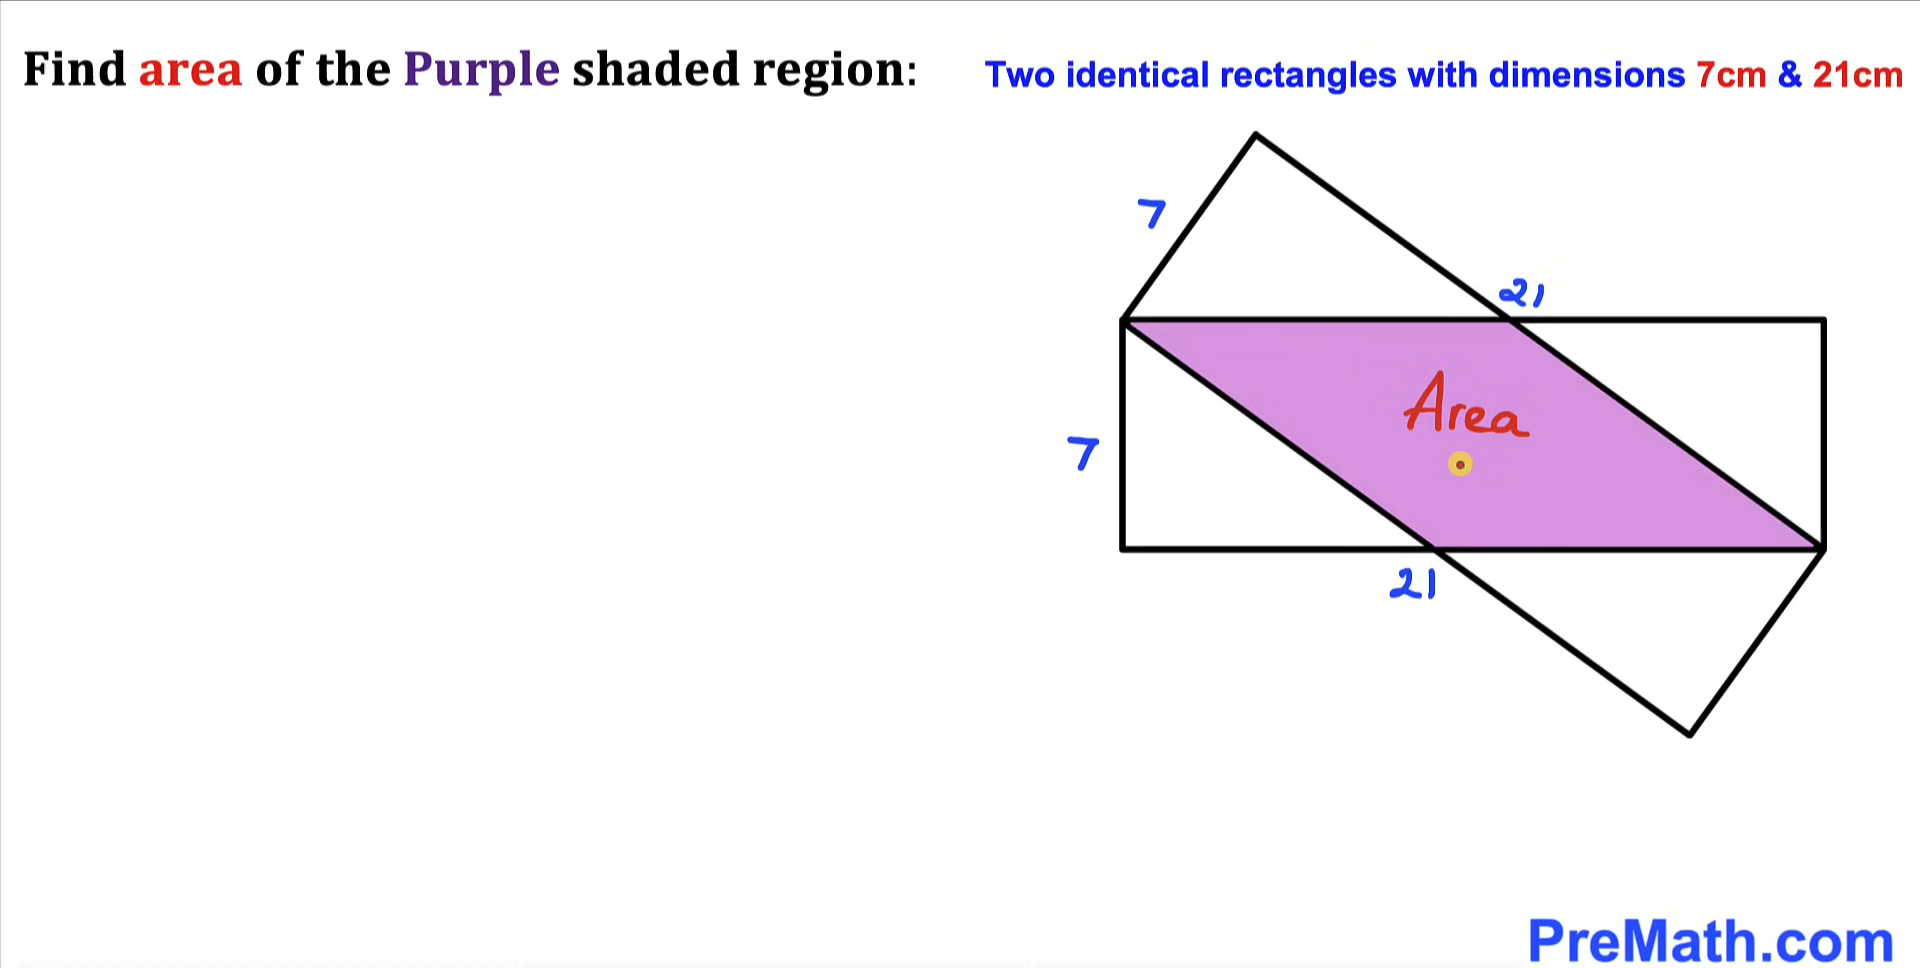 Find area of the Purple shaded region:
Two identical rectangles with dimensions 7cm & 21cm
7
21
Area
7
21
PreMath.com